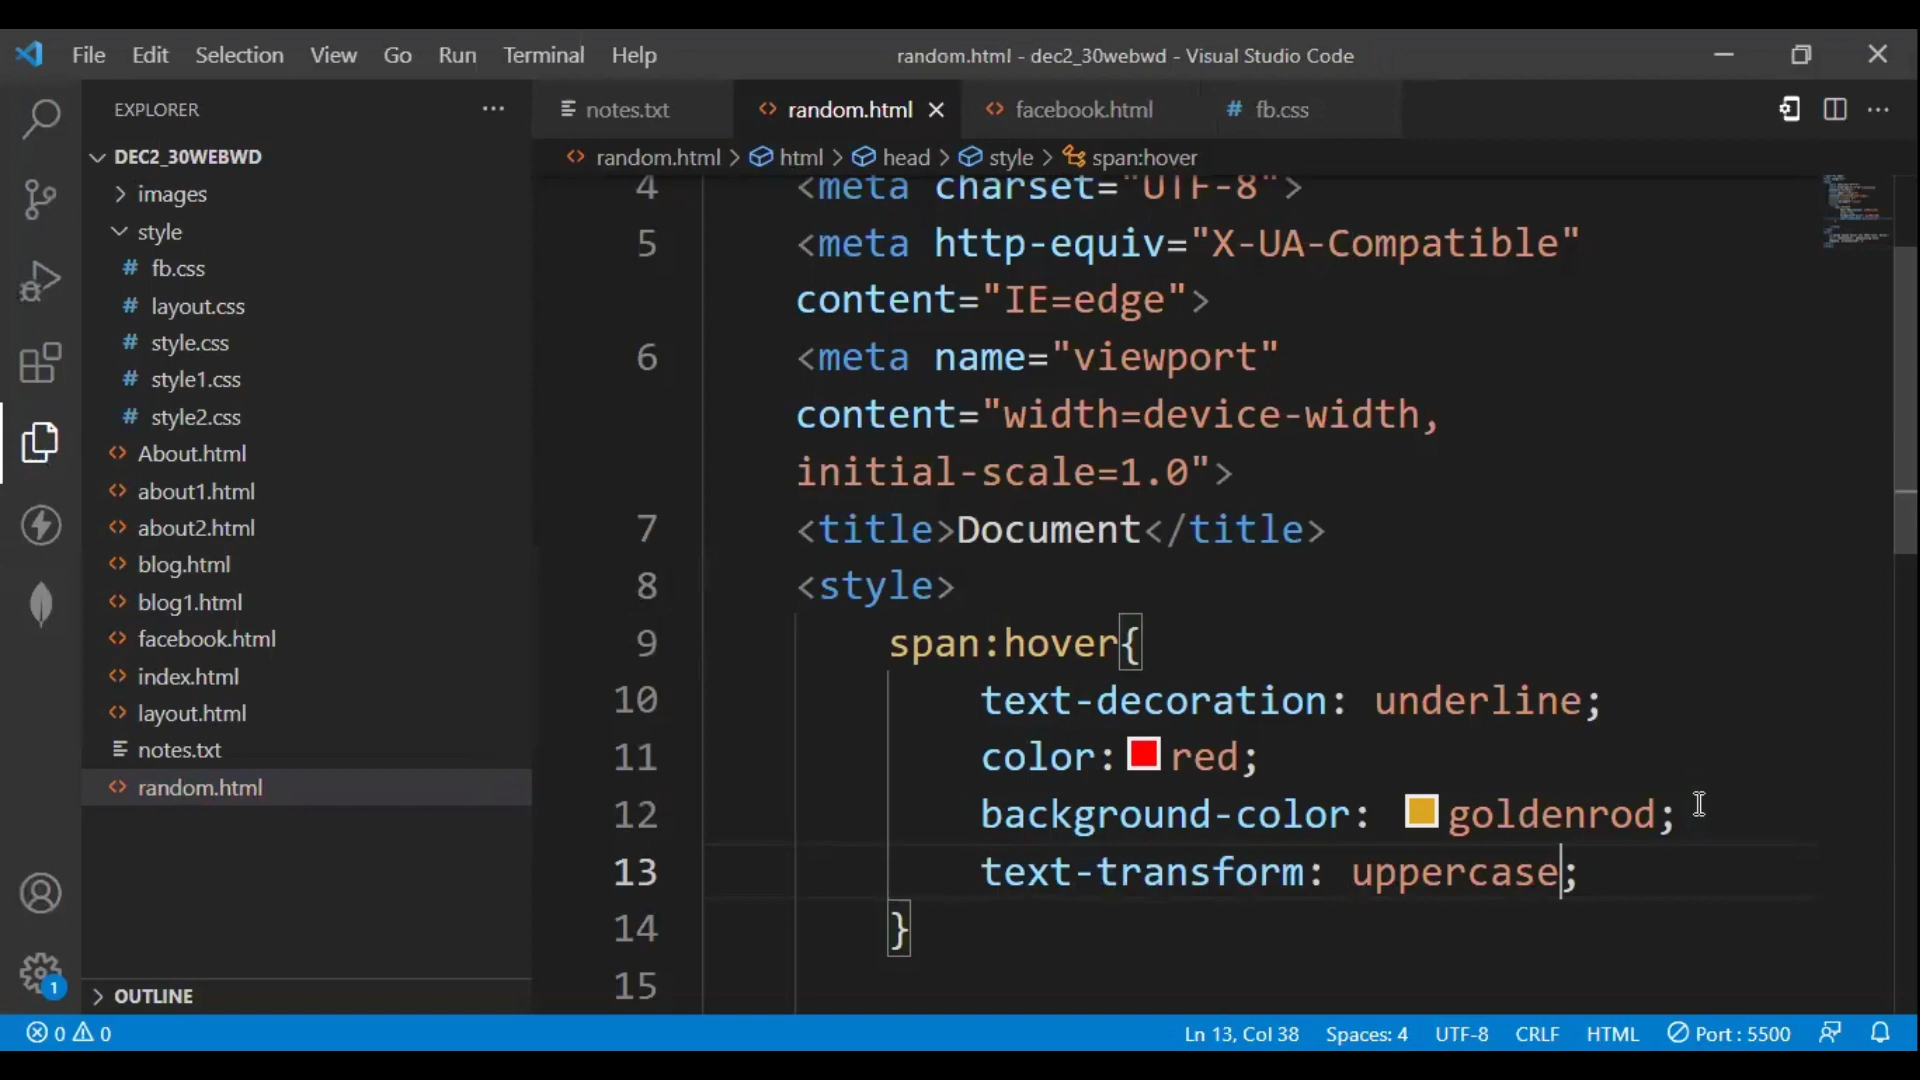 File Edit Selection View Go Run Terminal Help random.html - dec2_30webwd - Visual Studio Code
EXPLORER
DEC2_30WEBWD
images
style
fb.css
layout.css
style.css
style1.css
style2.css
About.html
about1.html
about2.html
blog.html
blog1.html
facebook.html
index.html
layout.html
notes.txt
random.html
OUTLINE
notes.txt random.html facebook.html fb.css
random.html > html > head > style > span:hover
4 <meta charset="UTF-8">
5 <meta http-equiv="X-UA-Compatible"
content="IE=edge">
6 <meta name="viewport"
content="width=device-width,
initial-scale=1.0">
7 <title>Document</title>
8 <style>
9 span:hover{
10 text-decoration: underline;
11 color: red;
12 background-color: goldenrod;
13 text-transform: uppercase;
14 }
15
1
0 0 Ln 13, Col 38 Spaces: 4 UTF-8 CRLF HTML Port : 5500